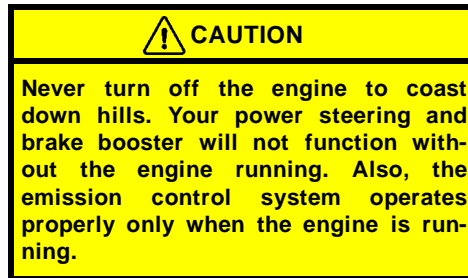 CAUTION
Never turn off the engine to coast
down hills. Your power steering and
brake booster will not function with-
out the engine running. Also, the
emission control system operates
properly only when the engine is run-
ning.